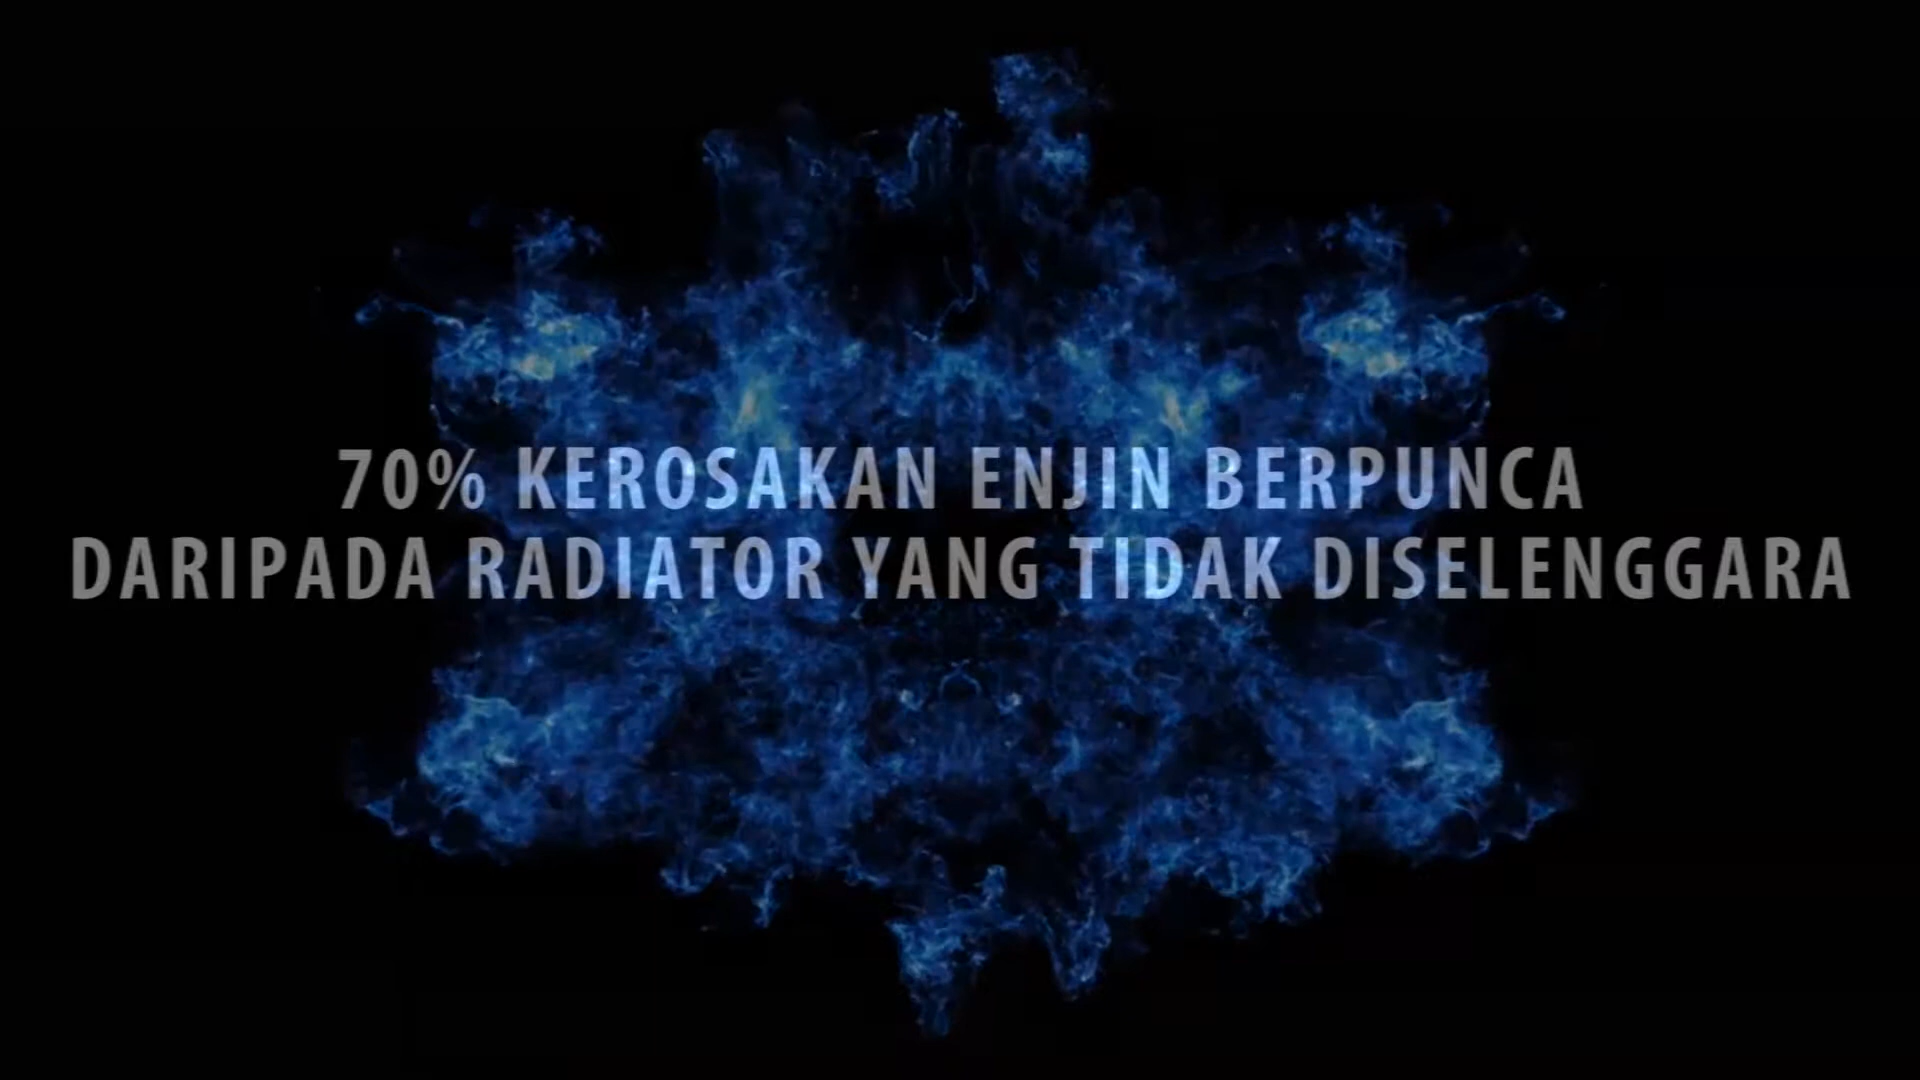 70% KEROSAKAN ENJIN BERPUNCA
DARIPADA RADIATOR YANG TIDAK DISELENGGARA